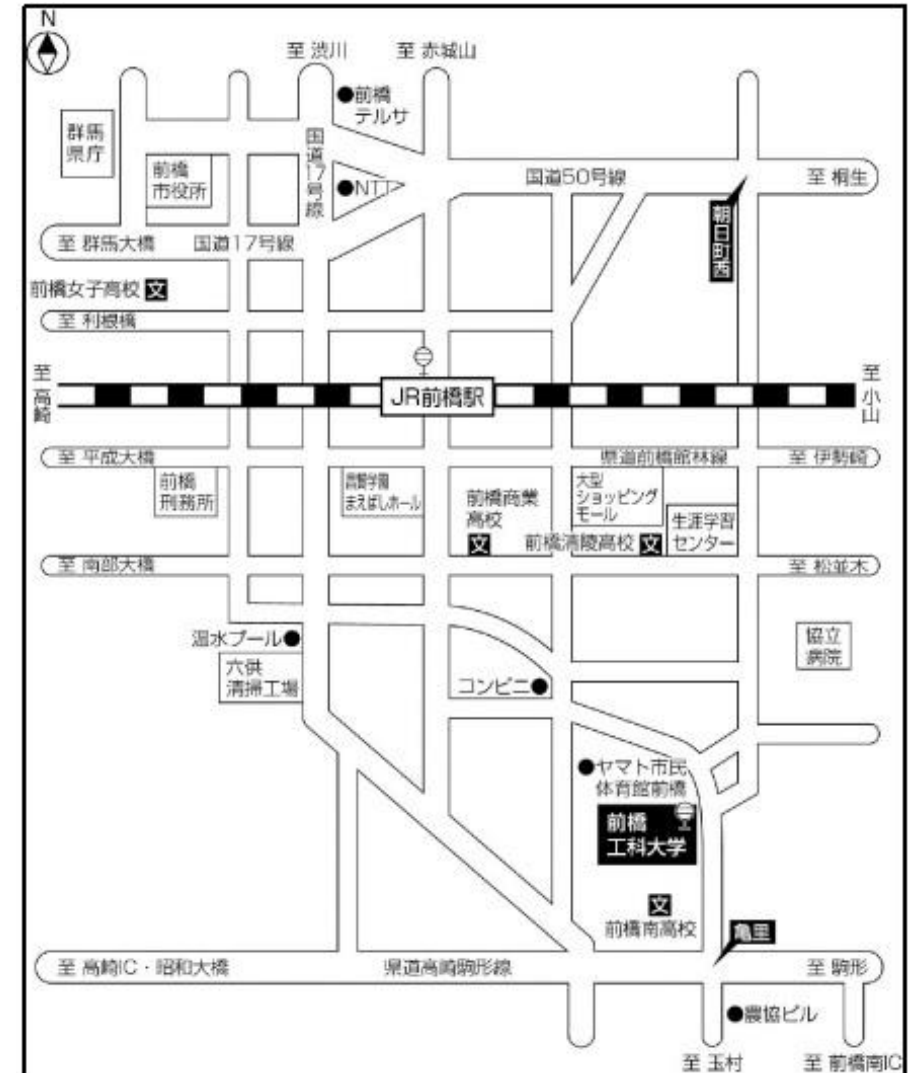 N
至 渋川
至 赤城山
●前橋
テルサ
群馬
県庁
前橋
市役所
国道17号線
●NTT
国道50号線
至 桐生
朝日町西
至 群馬大橋
国道17号線
前橋女子高校 文
至 利根橋
至 高崎
JR前橋駅
至 小山
至 平成大橋
県道前橋館林線
至 伊勢崎
前橋
刑務所
昌賢学園
まえばしホール
前橋商業
高校
文
大型
ショッピング
モール
前橋清陵高校 文
生涯学習
センター
至 南部大橋
至 松並木
温水プール●
六供
清掃工場
協立
病院
コンビニ●
●ヤマト市民
体育館前橋
前橋
工科大学
文
前橋南高校
亀里
至 高崎IC・昭和大橋
県道高崎駒形線
至 駒形
●農協ビル
至 玉村
至 前橋南IC